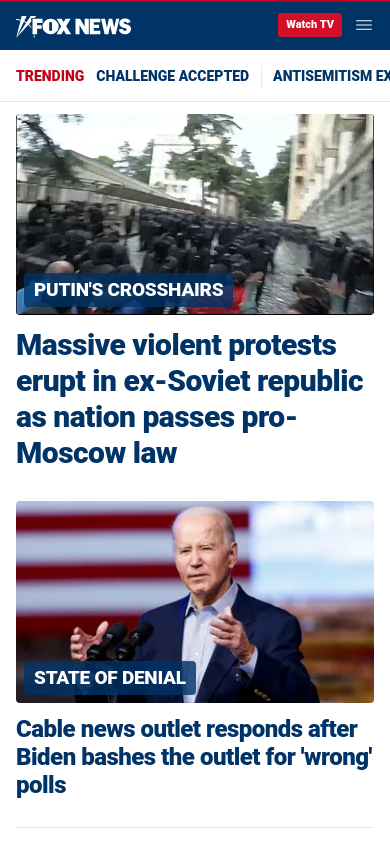 FOX NEWS
Watch TV
TRENDING CHALLENGE ACCEPTED ANTISEMITISM EX
PUTIN'S CROSSHAIRS
Massive violent protests
erupt in ex-Soviet republic
as nation passes pro-
Moscow law
STATE OF DENIAL
Cable news outlet responds after
Biden bashes the outlet for 'wrong'
polls